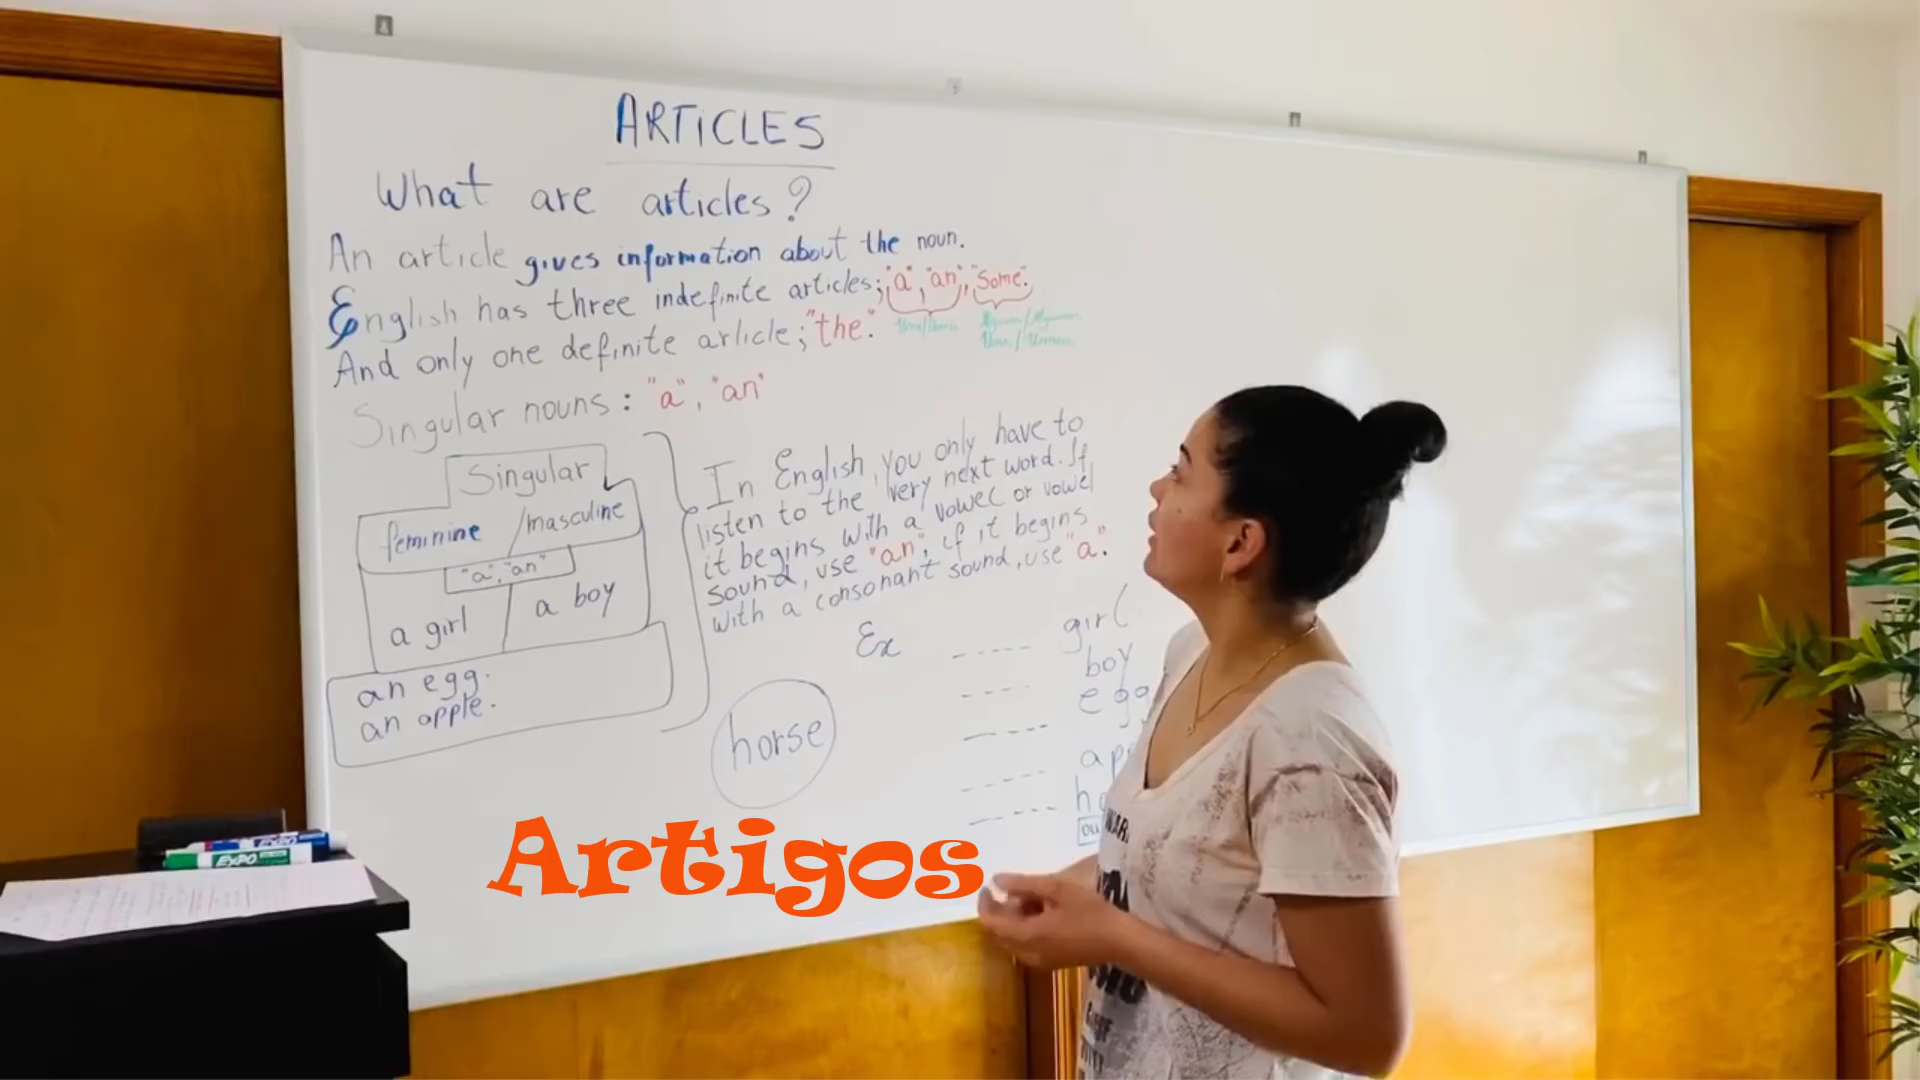 ARTiCLES
What are articles?
An article gives information about the noun.
English has three indefinite articles; "a", "an", "some".
And only one definite article; "the".
Singular nouns: "a", "an"
Singular
feminine / masculine
"a", "an"
a girl
a boy
an egg.
an apple.
In English, you only have to
listen to the very next word. If
it begins with a vowel or vowel
sound, use "an", if it begins
with a consonant sound, use "a".
Ex
---- girl
---- boy
---- egg
----
----
horse
Artigos
EXPO